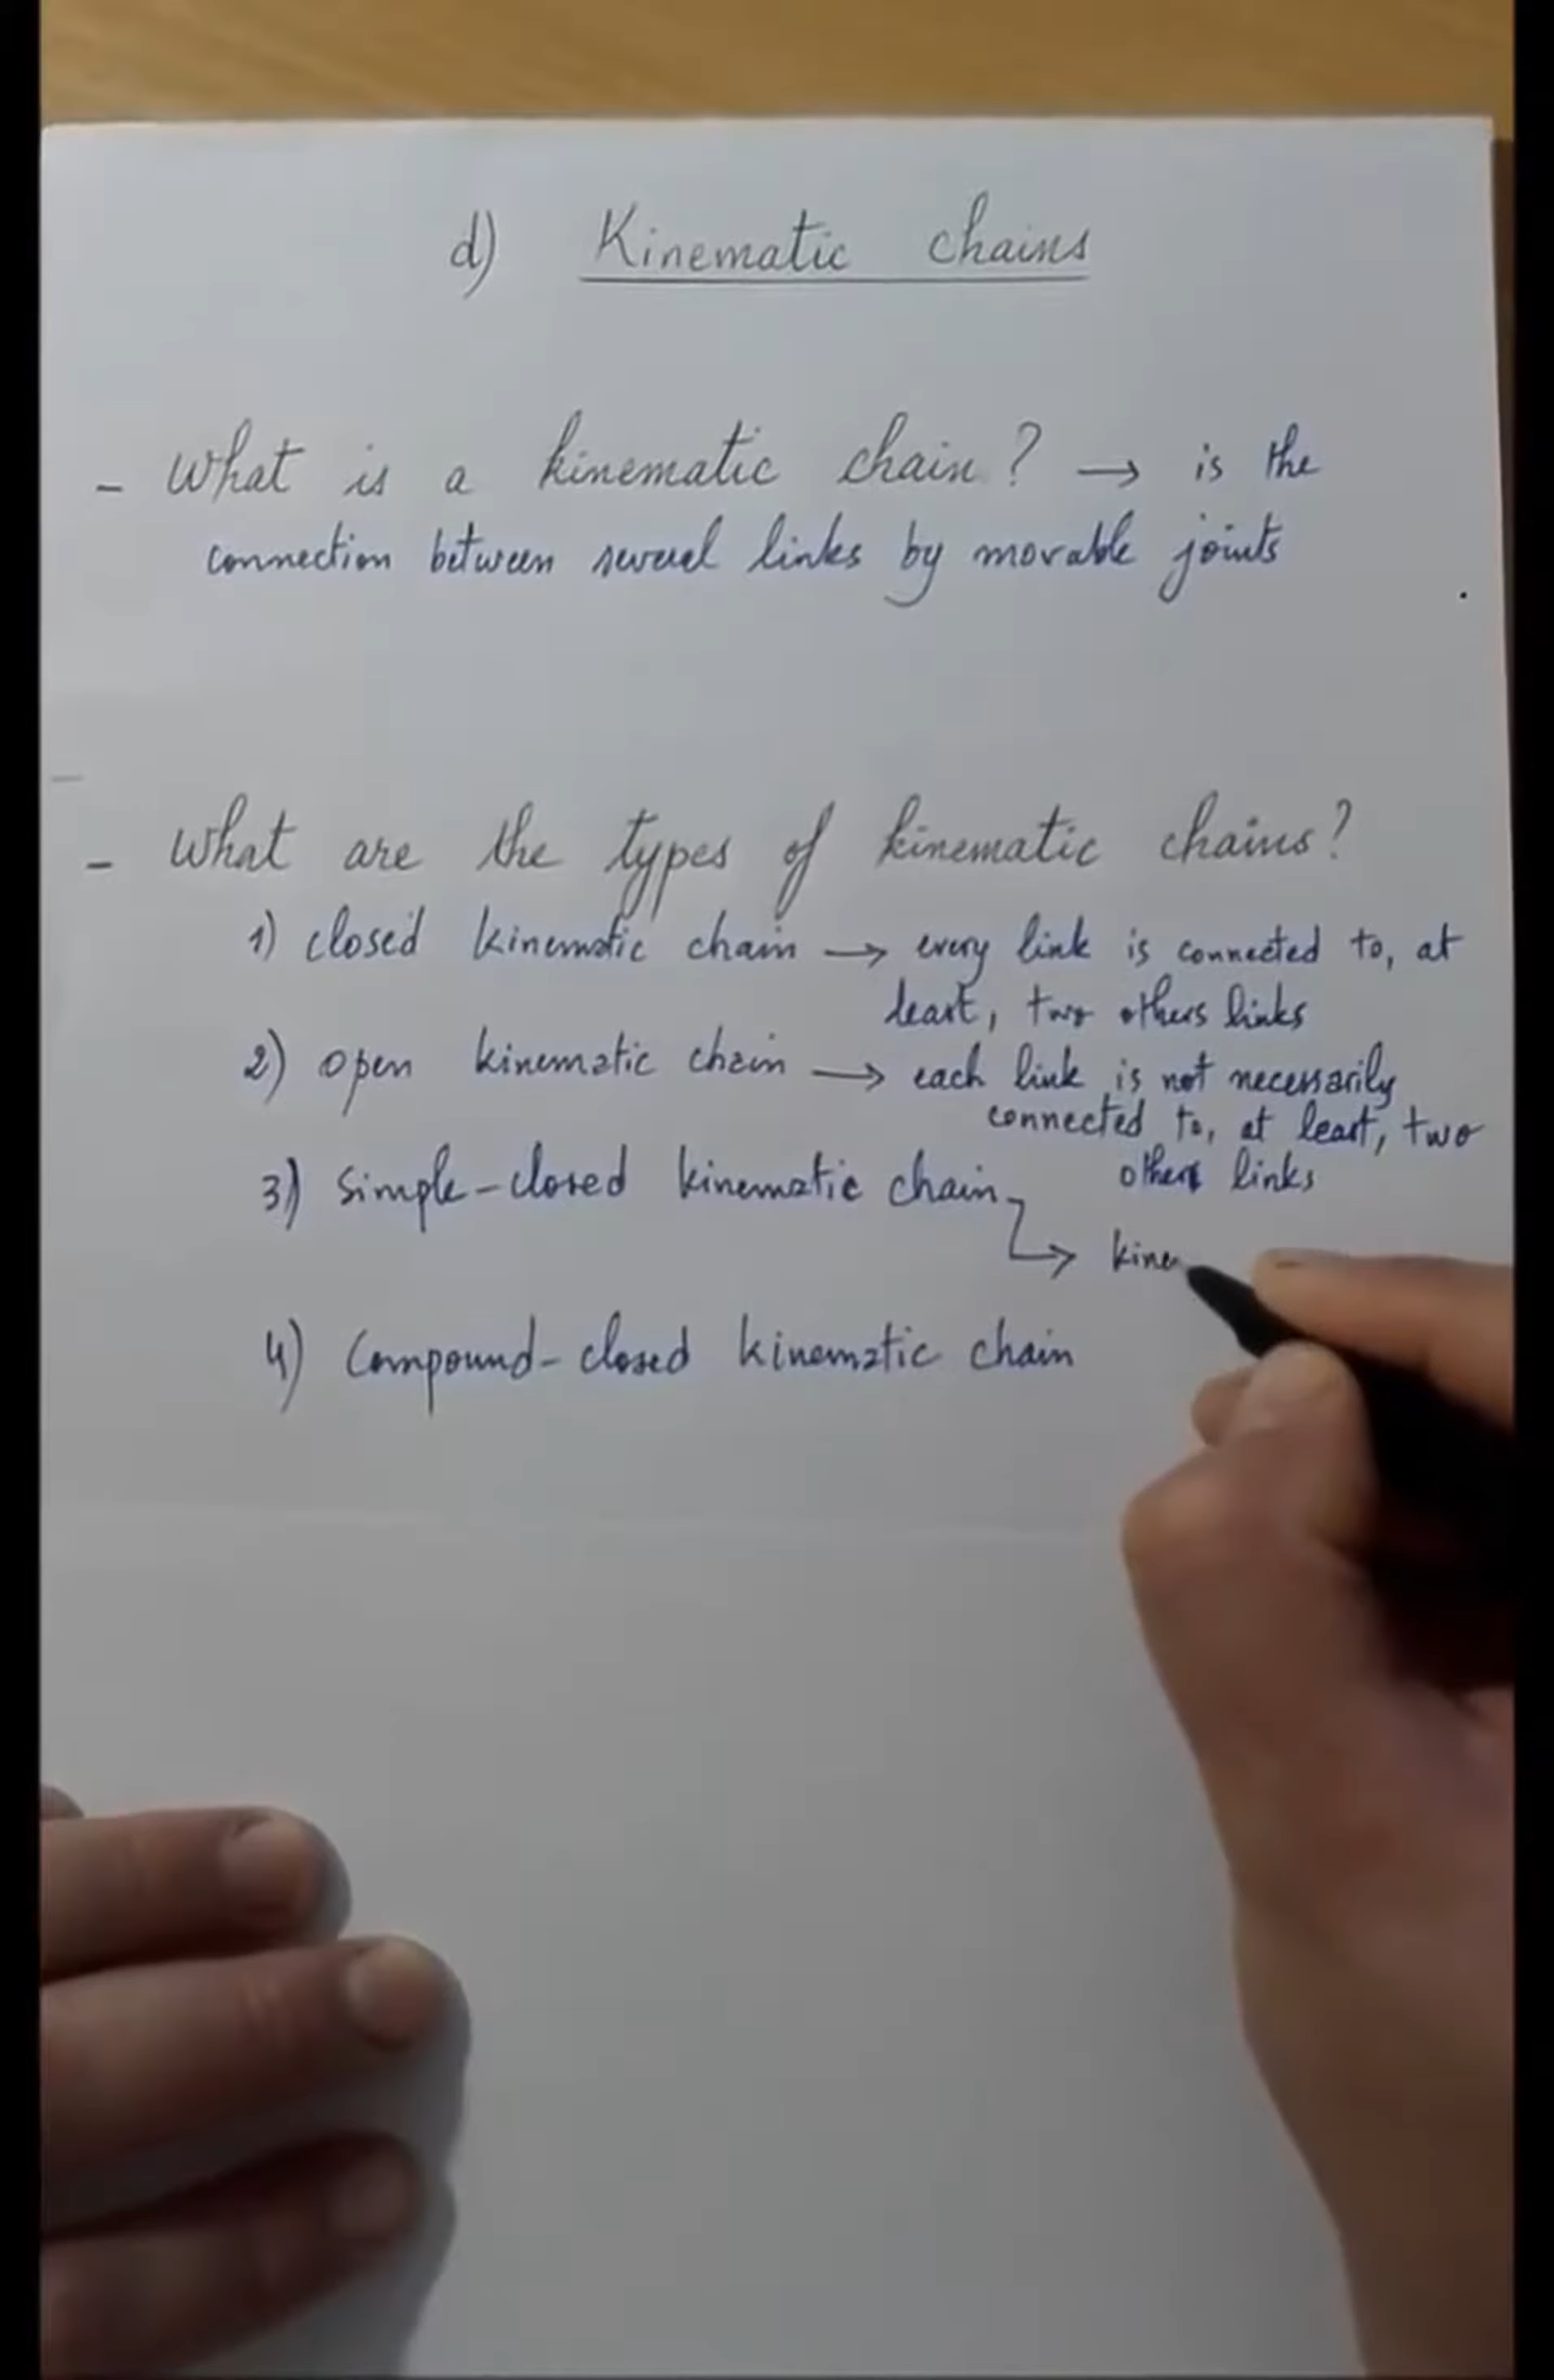 d) Kinematic chains
- What is a kinematic chain? → is the
connection between several links by movable joints
- What are the types of kinematic chains?
1) closed kinematic chain → every link is connected to, at
least, two others links
2) open kinematic chain → each link is not necessarily
connected to, at least, two
others links
3) Simple-closed kinematic chain
→ kine
4) Compound-closed kinematic chain